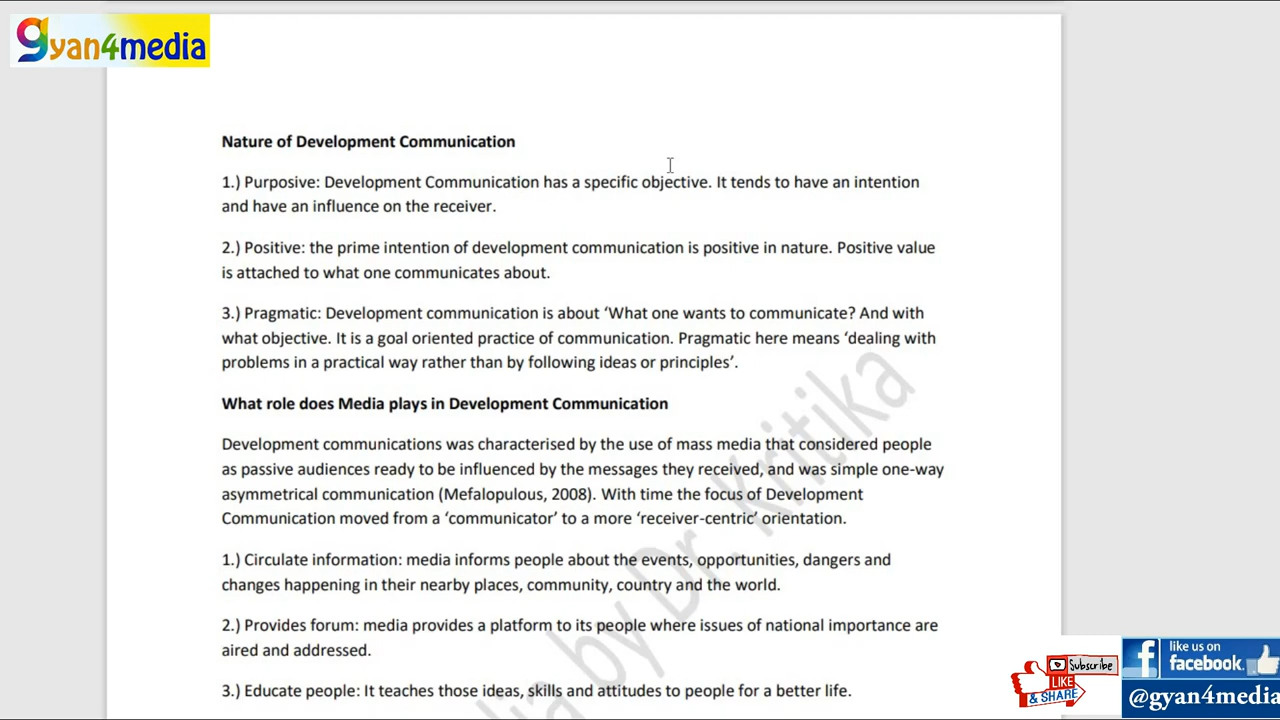 gyan4media
Nature of Development Communication
1.) Purposive: Development Communication has a specific objective. It tends to have an intention
and have an influence on the receiver.
2.) Positive: the prime intention of development communication is positive in nature. Positive value
is attached to what one communicates about.
3.) Pragmatic: Development communication is about ‘What one wants to communicate? And with
what objective. It is a goal oriented practice of communication. Pragmatic here means ‘dealing with
problems in a practical way rather than by following ideas or principles’.
What role does Media plays in Development Communication
Development communications was characterised by the use of mass media that considered people
as passive audiences ready to be influenced by the messages they received, and was simple one-way
asymmetrical communication (Mefalopulous, 2008). With time the focus of Development
Communication moved from a ‘communicator’ to a more ‘receiver-centric’ orientation.
1.) Circulate information: media informs people about the events, opportunities, dangers and
changes happening in their nearby places, community, country and the world.
2.) Provides forum: media provides a platform to its people where issues of national importance are
aired and addressed.
3.) Educate people: It teaches those ideas, skills and attitudes to people for a better life.
by Dr. Kritika
Subscribe
LIKE
& SHARE
like us on
facebook.
@gyan4media